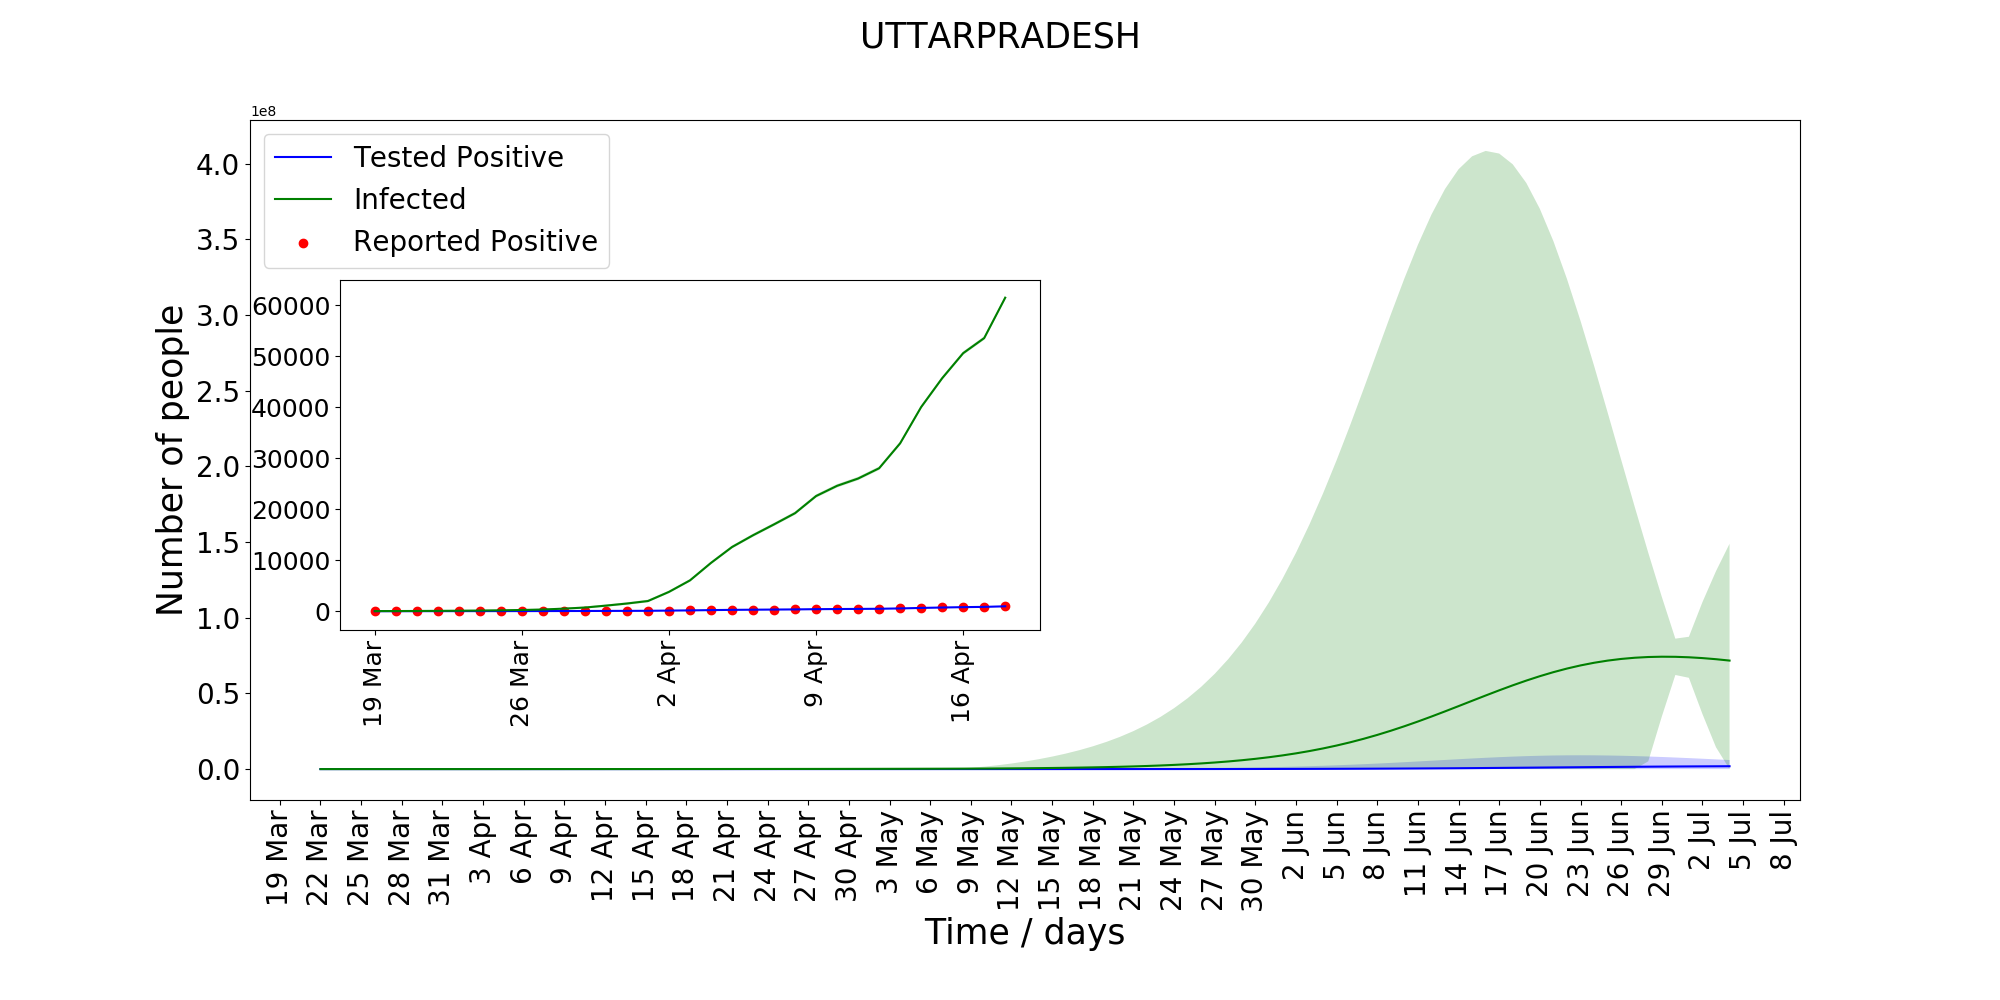 UTTARPRADESH
1e8
Tested Positive
Infected
Reported Positive
4.0
3.5
3.0
2.5
2.0
1.5
1.0
0.5
0.0
Number of people
60000
50000
40000
30000
20000
10000
0
19 Mar
26 Mar
2 Apr
9 Apr
16 Apr
19 Mar
22 Mar
25 Mar
28 Mar
31 Mar
3 Apr
6 Apr
9 Apr
12 Apr
15 Apr
18 Apr
21 Apr
24 Apr
27 Apr
30 Apr
3 May
6 May
9 May
12 May
15 May
18 May
21 May
24 May
27 May
30 May
2 Jun
5 Jun
8 Jun
11 Jun
14 Jun
17 Jun
20 Jun
23 Jun
26 Jun
29 Jun
2 Jul
5 Jul
8 Jul
Time / days